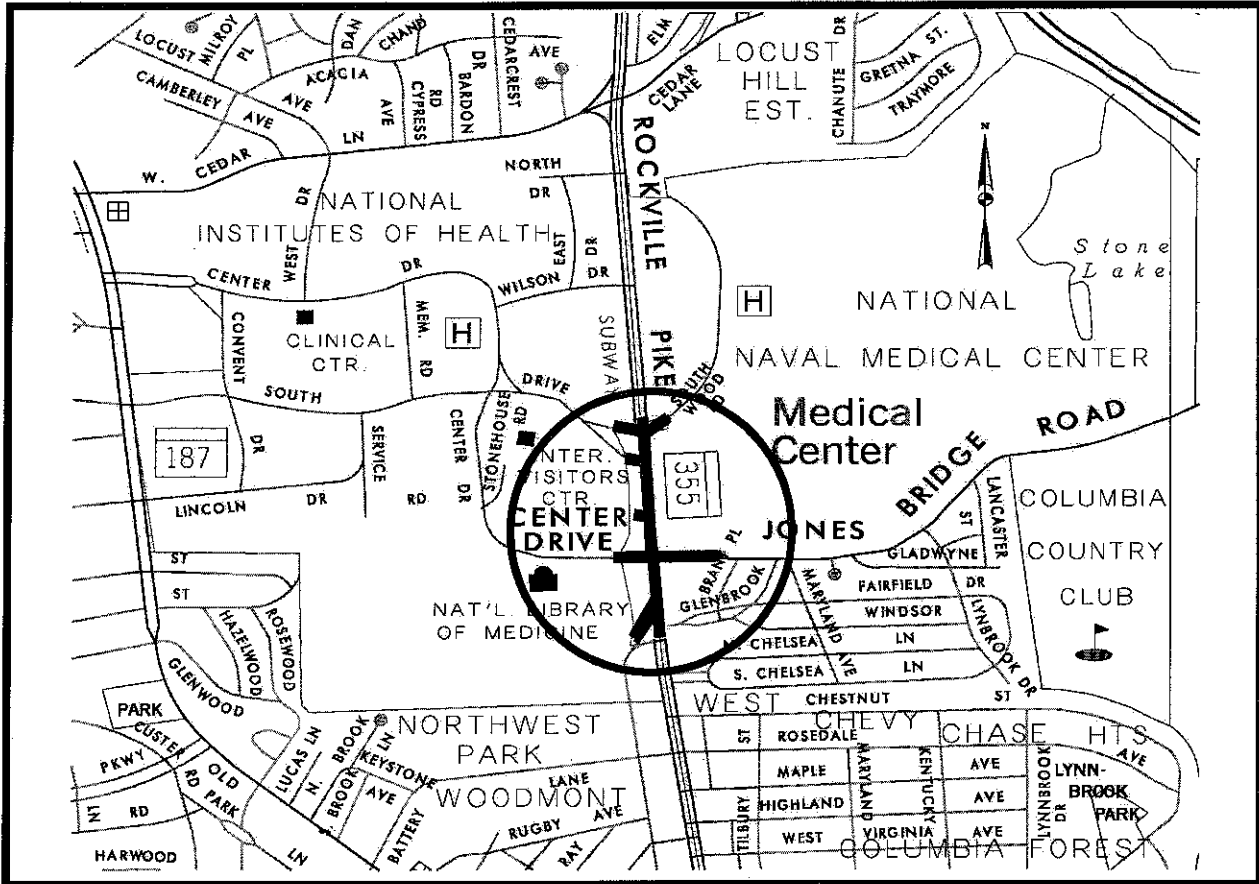 LOCUST
MILROY
PL
DAN
CHAND
CEDARCREST
DR
AVE
ELM
CEDAR
LANE
LOCUST
HILL
EST.
CHANUTE DR
GRETNA ST.
TRAYMORE
CAMBERLEY
AVE
ACACIA
AVE
AVE
CYPRESS
RD
BARDON
DR
W. CEDAR
LN
NORTH
DR
ROCKVILLE
PIKE
N
WEST
DR
NATIONAL
INSTITUTES OF HEALTH
EAST
DR
CENTER
DR
WILSON
DR
Stone
Lake
H
NATIONAL
NAVAL MEDICAL CENTER
CONVENT
DR
CLINICAL
CTR.
MEM.
RD
H
SUBWAY
SOUTH
DRIVE
SOUTH
WOOD
RD
Medical
Center
187
SERVICE
RD
CENTER
DR
STONEHOUSE
RD
INTER.
VISITORS
CTR.
355
LINCOLN
DR
CENTER
DRIVE
JONES
BRIDGE
ROAD
LANCASTER
ST
COLUMBIA
COUNTRY
CLUB
ST
ST
HAZELWOOD
ROSEWOOD
NAT'L. LIBRARY
OF MEDICINE
PL
GLENBROOK
MARYLAND
AVE
GLADWYNE
FAIRFIELD
DR
WINDSOR
N. CHELSEA
LN
LYNBROOK DR
S. CHELSEA
LN
GLENWOOD
WEST
CHESTNUT
ST
CHEVY
CHASE HTS.
PARK
CUSTER
RD
PKWY
OLD
LUCAS LN
N. BROOK
LN
S. BROOK
KEYSTONE
AVE
NORTHWEST
PARK
ST
ROSEDALE
AVE
MAPLE
AVE
HIGHLAND
AVE
WEST
VIRGINIA
AVE
TILBURY
MARYLAND
KENTUCKY
LYNNBROOK
DR
LYNN-
BROOK
PARK
RD
PARK
LN
HARWOOD
BATTERY
WOODMONT
LANE
RUGBY
AVE
RAY
COLUMBIA FOREST